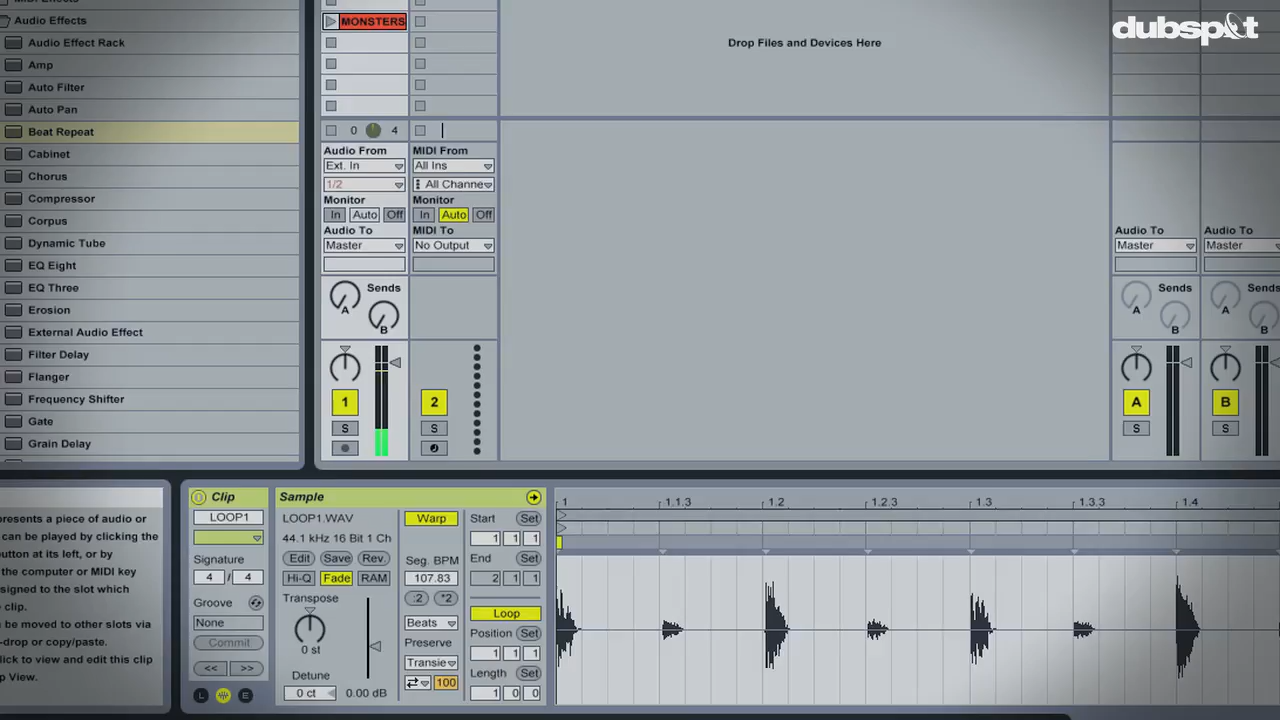 MIDI Effects
Audio Effects
Audio Effect Rack
Amp
Auto Filter
Auto Pan
Beat Repeat
Cabinet
Chorus
Compressor
Corpus
Dynamic Tube
EQ Eight
EQ Three
Erosion
External Audio Effect
Filter Delay
Flanger
Frequency Shifter
Gate
Grain Delay
MONSTERS
0 4
Audio From
Ext. In
1/2
Monitor
In Auto Off
Audio To
Master
Sends
A
B
1
S
MIDI From
All Ins
All Channe
Monitor
In Auto Off
MIDI To
No Output
2
S
Drop Files and Devices Here
dubspot
Audio To
Master
Sends
A
B
A
S
Audio To
Master
Sends
A
B
B
S
presents a piece of audio or
can be played by clicking the
button at its left, or by
the computer or MIDI key
signed to the slot which
clip.
be moved to other slots via
-drop or copy/paste.
lick to view and edit this clip
p View.
Clip
LOOP1
Signature
4 / 4
Groove
None
Commit
<< >>
L E
Sample
LOOP1.WAV
44.1 kHz 16 Bit 1 Ch
Edit Save Rev.
Hi-Q Fade RAM
Transpose
0 st
Detune
0 ct 0.00 dB
Warp
Seg. BPM
107.83
:2 *2
Beats
Preserve
Transie
100
Start Set
1 1 1
End Set
2 1 1
Loop
Position Set
1 1 1
Length Set
1 0 0
1 1.1.3 1.2 1.2.3 1.3 1.3.3 1.4